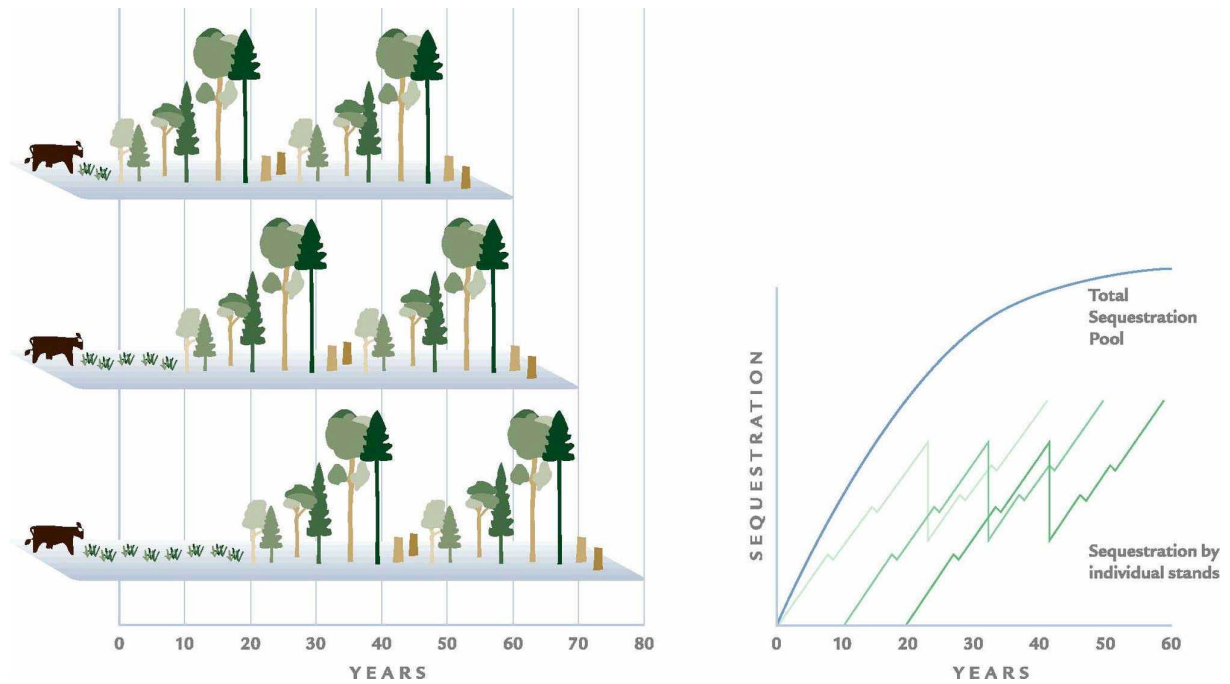 0 10 20 30 40 50 60 70 80
YEARS
SEQUESTRATION
Total
Sequestration
Pool
Sequestration by
individual stands
0 10 20 30 40 50 60
YEARS